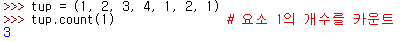 >>> tup = (1, 2, 3, 4, 1, 2, 1)
>>> tup.count(1) # 요소 1의 개수를 카운트
3